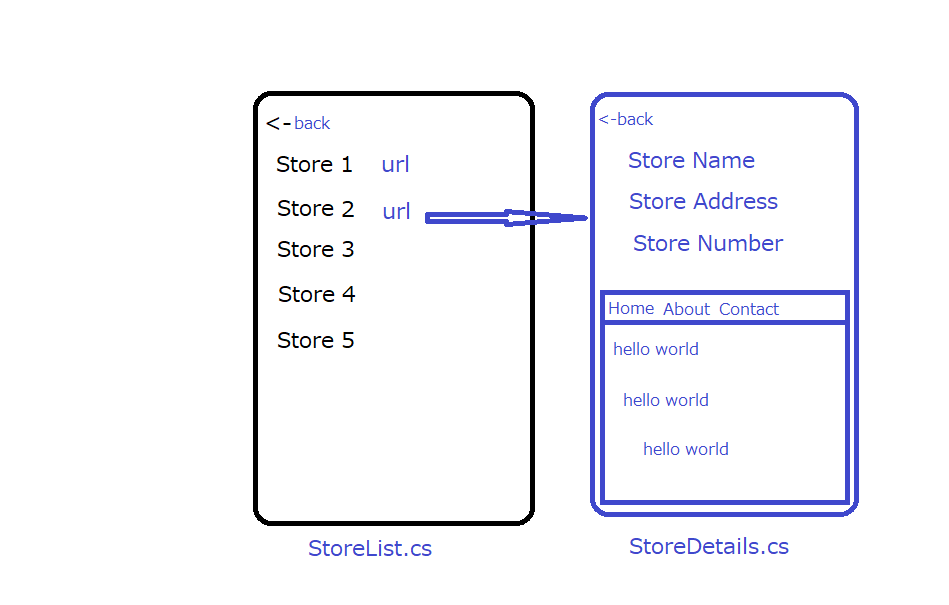 <-back
Store 1 url
Store 2 url
Store 3
Store 4
Store 5
StoreList.cs
<-back
Store Name
Store Address
Store Number
Home About Contact
hello world
hello world
hello world
StoreDetails.cs